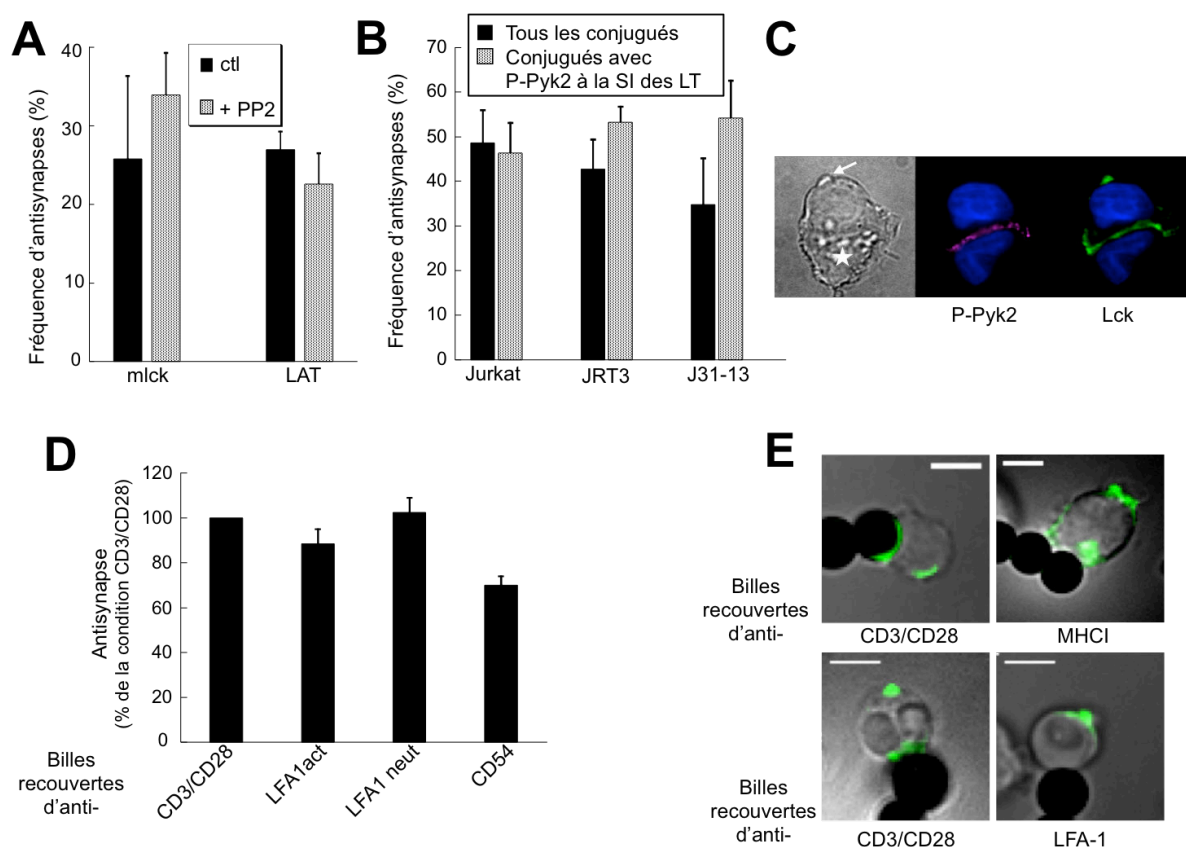 A
Fréquence d'antisynapses (%)
40
30
20
10
0
ctl
+ PP2
mlck
LAT
B
Fréquence d'antisynapses (%)
70
60
50
40
30
20
10
0
Tous les conjugués
Conjugués avec
P-Pyk2 à la SI des LT
Jurkat
JRT3
J31-13
C
P-Pyk2
Lck
D
Antisynapse
(% de la condition CD3/CD28)
120
100
80
60
40
20
0
Billes
recouvertes
d'anti-
CD3/CD28
LFA1act
LFA1 neut
CD54
E
Billes
recouvertes
d'anti-
CD3/CD28
MHCI
Billes
recouvertes
d'anti-
CD3/CD28
LFA-1